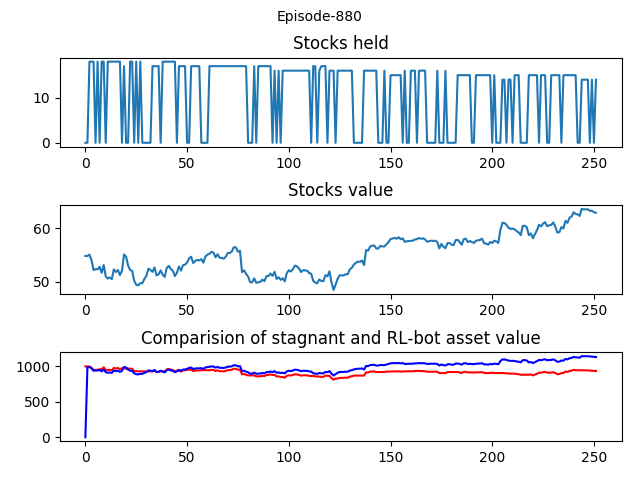 Episode-880
Stocks held
10
0
0 50 100 150 200 250
Stocks value
60
50
0 50 100 150 200 250
Comparision of stagnant and RL-bot asset value
1000
500
0
0 50 100 150 200 250